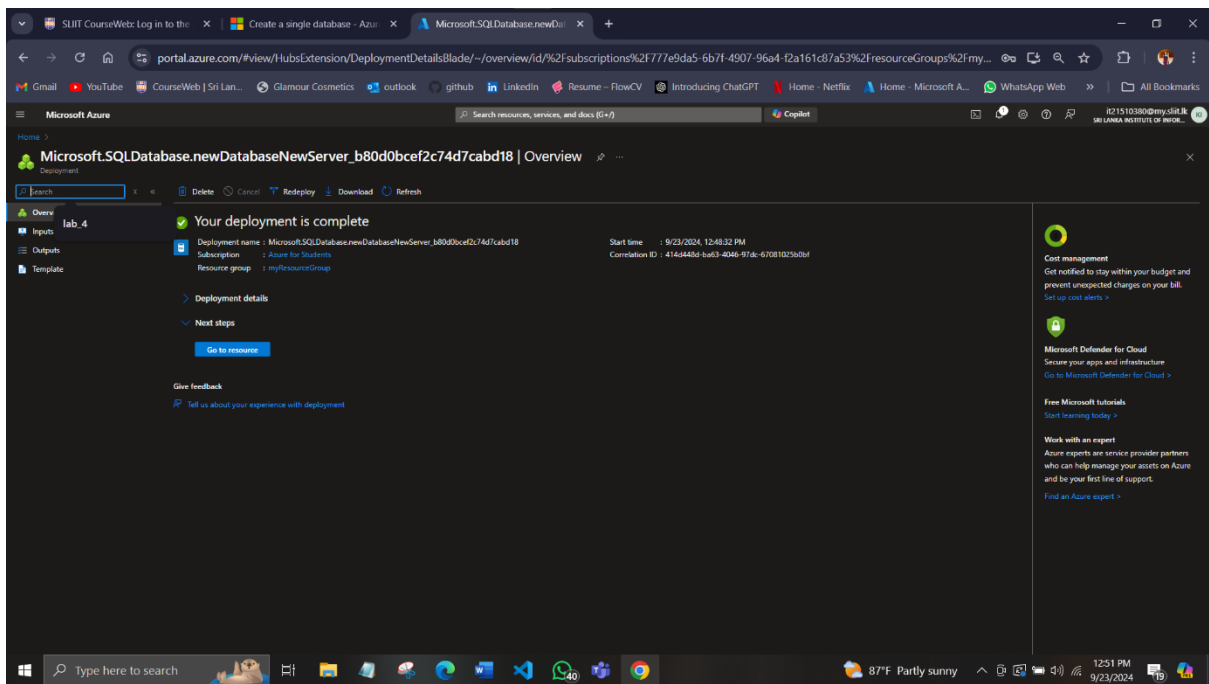 SLIIT CourseWeb: Log in to the
Create a single database - Azur
Microsoft.SQLDatabase.newDat
portal.azure.com/#view/HubsExtension/DeploymentDetailsBlade/~/overview/id/%2Fsubscriptions%2F777e9da5-6b7f-4907-96a4-f2a161c87a53%2FresourceGroups%2Fmy...
Gmail
YouTube
CourseWeb | Sri Lan...
Glamour Cosmetics
outlook
github
LinkedIn
Resume – FlowCV
Introducing ChatGPT
Home - Netflix
Home - Microsoft A...
WhatsApp Web
All Bookmarks
Microsoft Azure
Search resources, services, and docs (G+/)
Copilot
it21510380@my.sliit.lk
SRI LANKA INSTITUTE OF INFOR...
KI
Home >
Microsoft.SQLDatabase.newDatabaseNewServer_b80d0bcef2c74d7cabd18 | Overview
Deployment
Search
Delete
Cancel
Redeploy
Download
Refresh
Overv
lab_4
Inputs
Outputs
Template
Your deployment is complete
Deployment name : Microsoft.SQLDatabase.newDatabaseNewServer_b80d0bcef2c74d7cabd18
Subscription : Azure for Students
Resource group : myResourceGroup
Start time : 9/23/2024, 12:48:32 PM
Correlation ID : 414d448d-ba63-4046-97dc-67081025b0bf
Deployment details
Next steps
Go to resource
Give feedback
Tell us about your experience with deployment
Cost management
Get notified to stay within your budget and
prevent unexpected charges on your bill.
Set up cost alerts >
Microsoft Defender for Cloud
Secure your apps and infrastructure
Go to Microsoft Defender for Cloud >
Free Microsoft tutorials
Start learning today >
Work with an expert
Azure experts are service provider partners
who can help manage your assets on Azure
and be your first line of support.
Find an Azure expert >
Type here to search
40
87°F Partly sunny
12:51 PM
9/23/2024
19